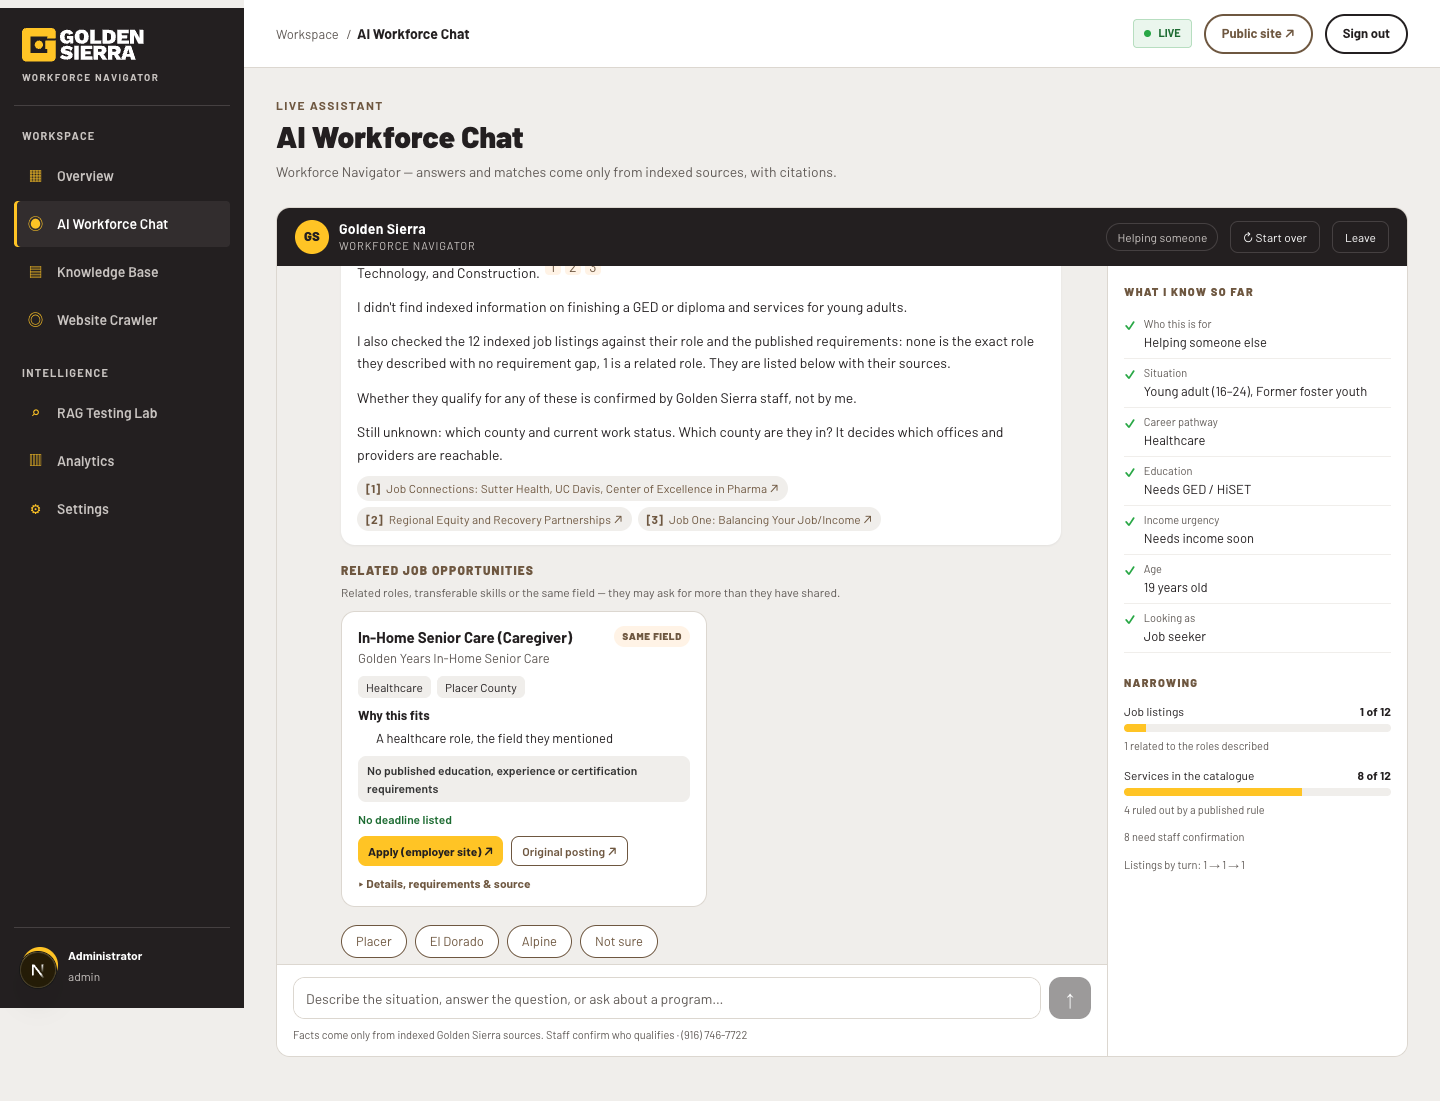 GOLDEN
SIERRA
WORKFORCE NAVIGATOR
WORKSPACE
Overview
AI Workforce Chat
Knowledge Base
Website Crawler
INTELLIGENCE
RAG Testing Lab
Analytics
Settings
N
Administrator
admin
Workspace / AI Workforce Chat
LIVE
Public site ↗
Sign out
LIVE ASSISTANT
AI Workforce Chat
Workforce Navigator — answers and matches come only from indexed sources, with citations.
GS
Golden Sierra
WORKFORCE NAVIGATOR
Helping someone
↻ Start over
Leave
Technology, and Construction. 1 2 3
I didn't find indexed information on finishing a GED or diploma and services for young adults.
I also checked the 12 indexed job listings against their role and the published requirements: none is the exact role
they described with no requirement gap, 1 is a related role. They are listed below with their sources.
Whether they qualify for any of these is confirmed by Golden Sierra staff, not by me.
Still unknown: which county and current work status. Which county are they in? It decides which offices and
providers are reachable.
[1] Job Connections: Sutter Health, UC Davis, Center of Excellence in Pharma ↗
[2] Regional Equity and Recovery Partnerships ↗
[3] Job One: Balancing Your Job/Income ↗
RELATED JOB OPPORTUNITIES
Related roles, transferable skills or the same field — they may ask for more than they have shared.
In-Home Senior Care (Caregiver)
SAME FIELD
Golden Years In-Home Senior Care
Healthcare
Placer County
Why this fits
A healthcare role, the field they mentioned
No published education, experience or certification
requirements
No deadline listed
Apply (employer site) ↗
Original posting ↗
▸ Details, requirements & source
Placer
El Dorado
Alpine
Not sure
Describe the situation, answer the question, or ask about a program...
↑
Facts come only from indexed Golden Sierra sources. Staff confirm who qualifies · (916) 746-7722
WHAT I KNOW SO FAR
Who this is for
Helping someone else
Situation
Young adult (16–24), Former foster youth
Career pathway
Healthcare
Education
Needs GED / HiSET
Income urgency
Needs income soon
Age
19 years old
Looking as
Job seeker
NARROWING
Job listings 1 of 12
1 related to the roles described
Services in the catalogue 8 of 12
4 ruled out by a published rule
8 need staff confirmation
Listings by turn: 1 → 1 → 1